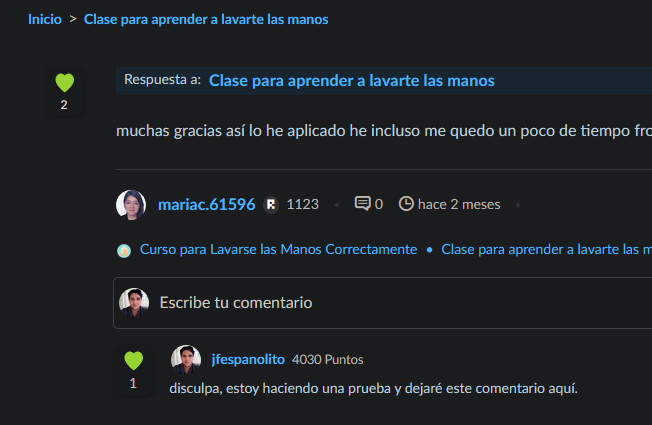 Inicio > Clase para aprender a lavarte las manos
Respuesta a: Clase para aprender a lavarte las manos
2
muchas gracias así lo he aplicado he incluso me quedo un poco de tiempo fro
mariac.61596 1123 • 0 hace 2 meses •
Curso para Lavarse las Manos Correctamente • Clase para aprender a lavarte las m
Escribe tu comentario
jfespanolito 4030 Puntos
1
disculpa, estoy haciendo una prueba y dejaré este comentario aquí.